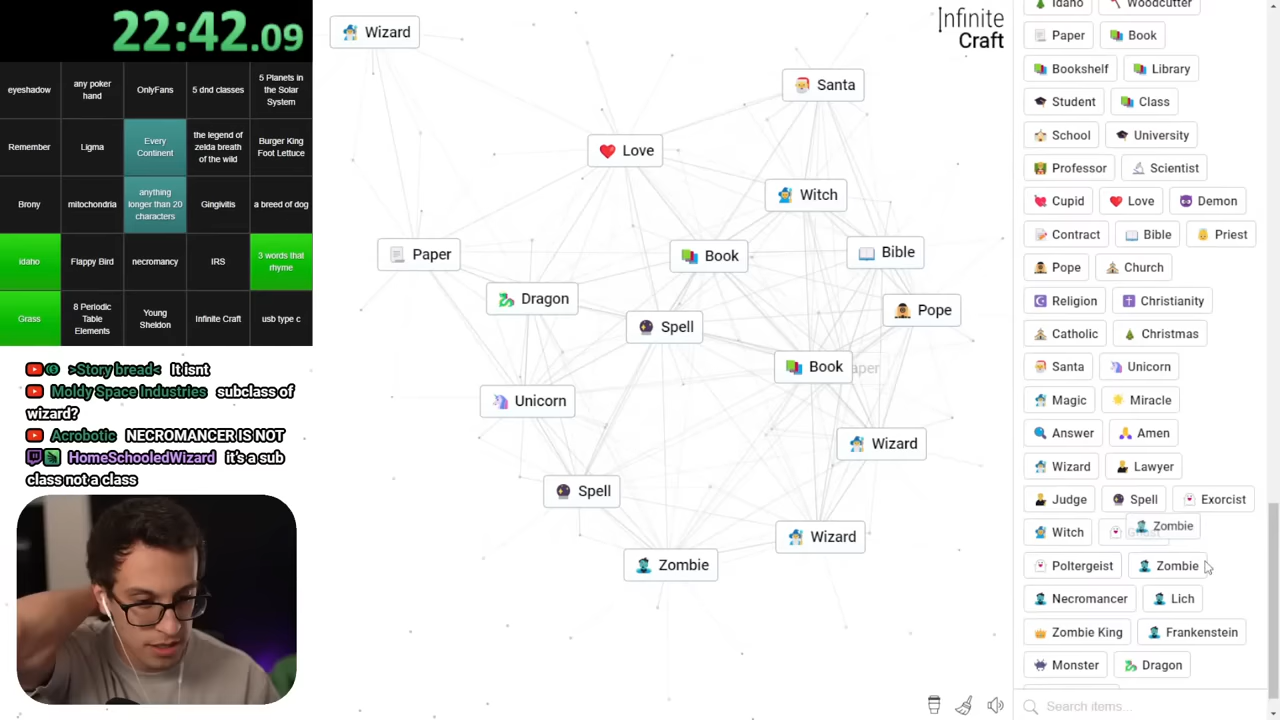 22:42.09
eyeshadow
any poker hand
OnlyFans
5 dnd classes
5 Planets in the Solar System
Remember
Ligma
Every Continent
the legend of zelda breath of the wild
Burger King Foot Lettuce
Brony
mitochondria
anything longer than 20 characters
Gingivitis
a breed of dog
idaho
Flappy Bird
necromancy
IRS
3 words that rhyme
Grass
8 Periodic Table Elements
Young Sheldon
Infinite Craft
usb type c
>Story bread< It isnt
Moldy Space Industries subclass of
wizard?
Acrobotic NECROMANCER IS NOT
HomeSchooledWizard it's a sub
class not a class
Infinite
Craft
Wizard
Santa
Love
Witch
Paper
Book
Bible
Dragon
Pope
Spell
Book
aper
Unicorn
Wizard
Spell
Wizard
Zombie
Idaho Woodcutter
Paper Book
Bookshelf Library
Student Class
School University
Professor Scientist
Cupid Love Demon
Contract Bible Priest
Pope Church
Religion Christianity
Catholic Christmas
Santa Unicorn
Magic Miracle
Answer Amen
Wizard Lawyer
Judge Spell Exorcist
Witch Zombie
Poltergeist Zombie
Necromancer Lich
Zombie King Frankenstein
Monster Dragon
Search items...